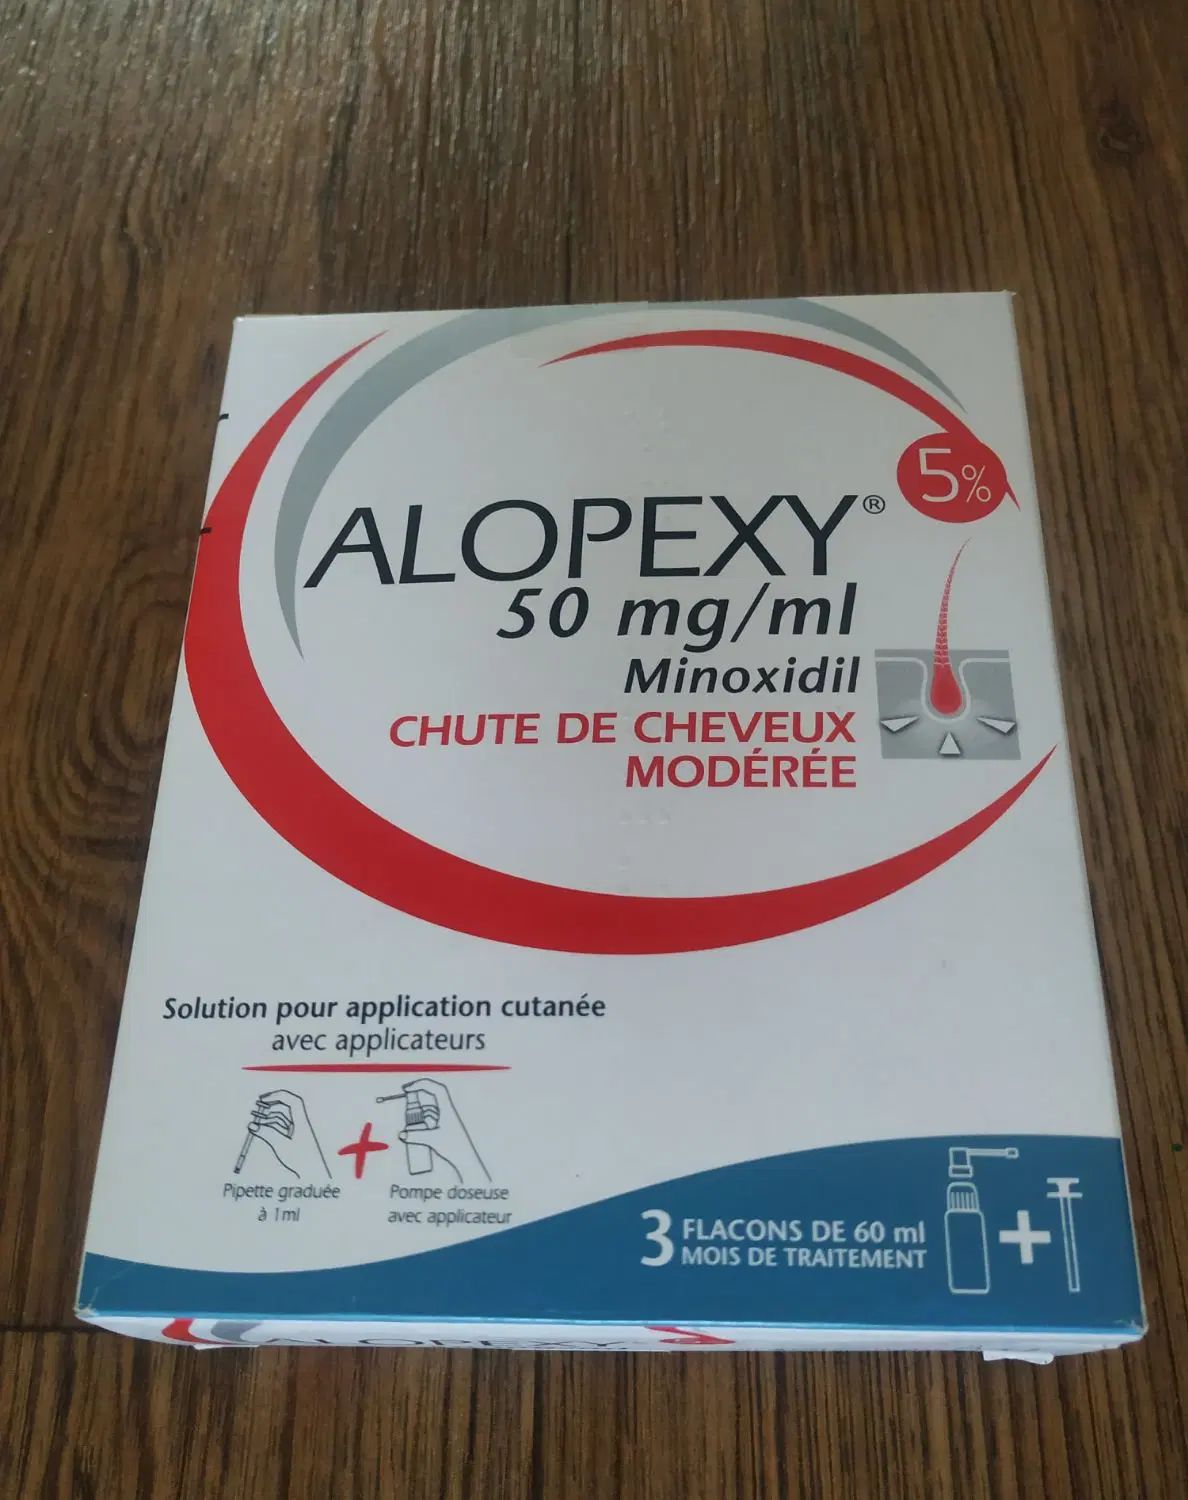 5%
ALOPEXY®
50 mg/ml
Minoxidil
CHUTE DE CHEVEUX
MODÉRÉE
Solution pour application cutanée
avec applicateurs
Pipette graduée
à 1ml
+
Pompe doseuse
avec applicateur
3 FLACONS DE 60 ml
MOIS DE TRAITEMENT
+
ALOPEXY